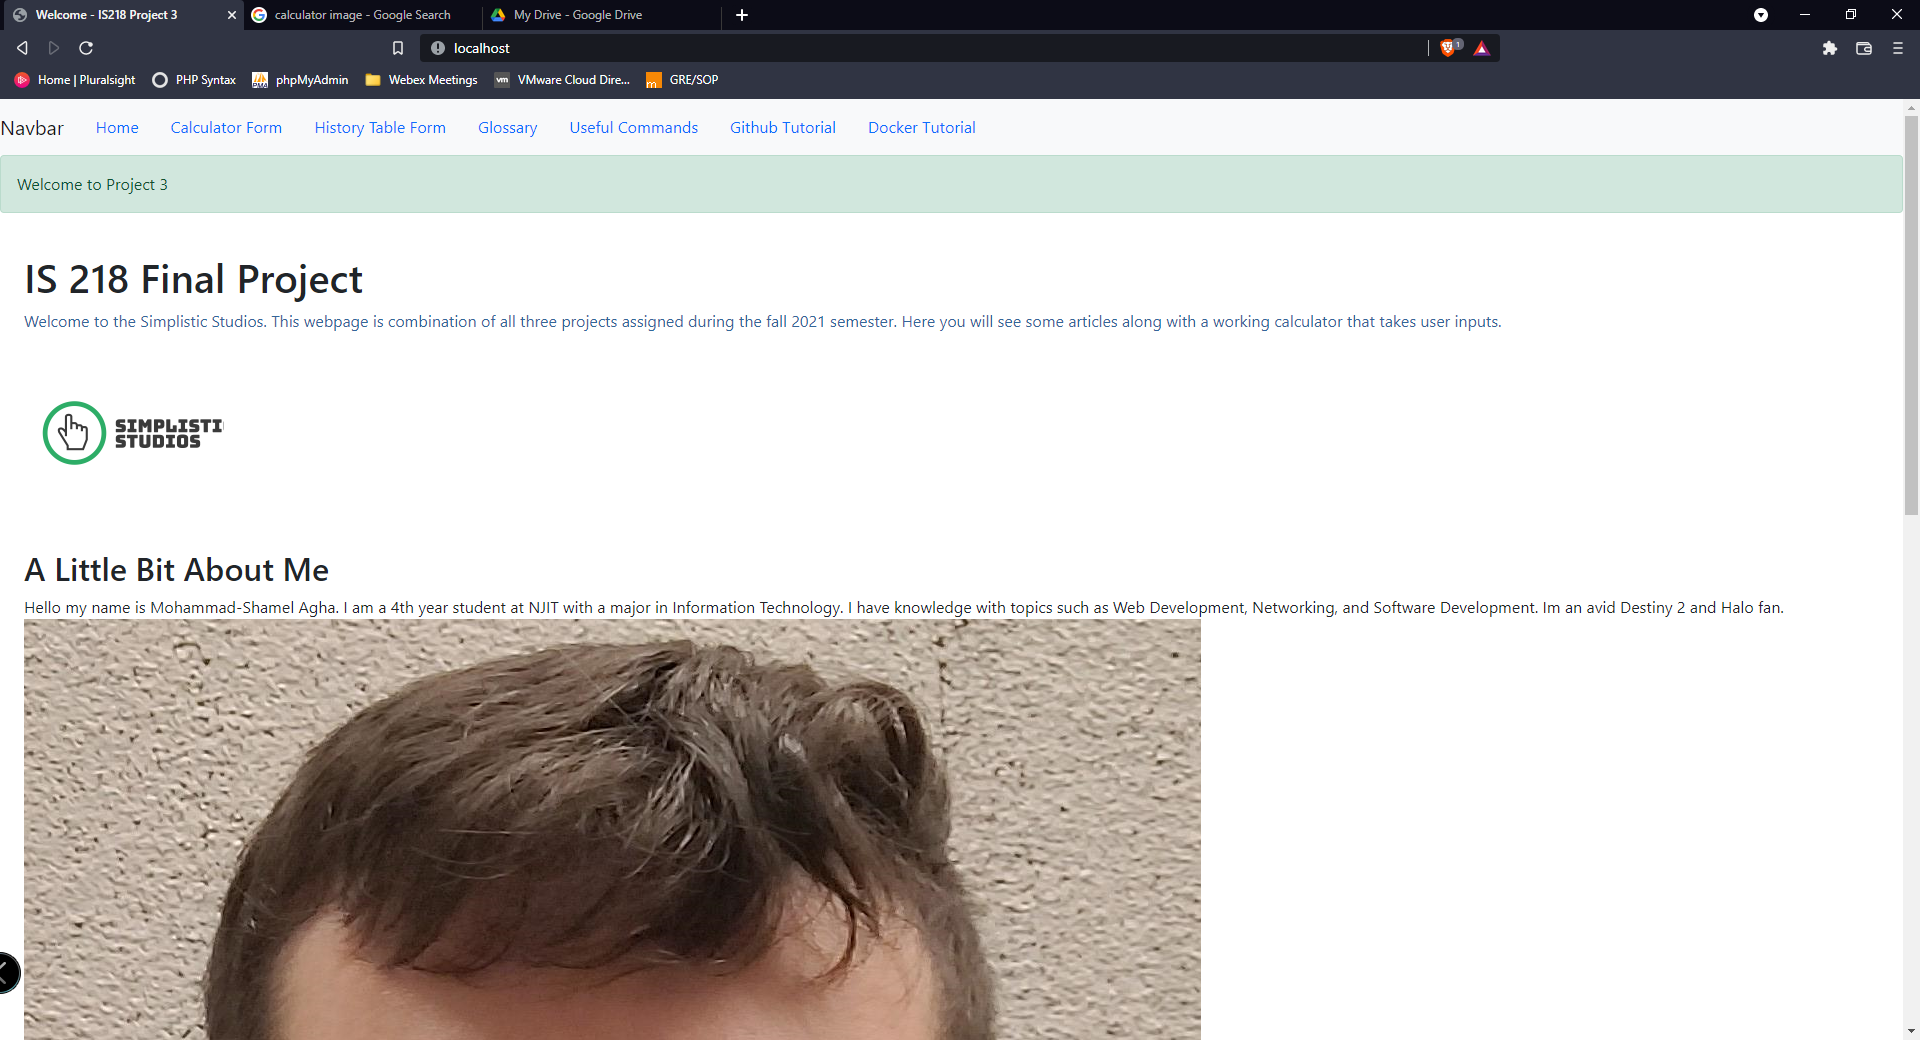 Welcome - IS218 Project 3
calculator image - Google Search
My Drive - Google Drive
localhost
1
Home | Pluralsight
PHP Syntax
PMA
phpMyAdmin
Webex Meetings
vm
VMware Cloud Dire...
m
GRE/SOP
Navbar
Home
Calculator Form
History Table Form
Glossary
Useful Commands
Github Tutorial
Docker Tutorial
Welcome to Project 3
IS 218 Final Project
Welcome to the Simplistic Studios. This webpage is combination of all three projects assigned during the fall 2021 semester. Here you will see some articles along with a working calculator that takes user inputs.
SIMPLISTI
STUDIOS
A Little Bit About Me
Hello my name is Mohammad-Shamel Agha. I am a 4th year student at NJIT with a major in Information Technology. I have knowledge with topics such as Web Development, Networking, and Software Development. Im an avid Destiny 2 and Halo fan.